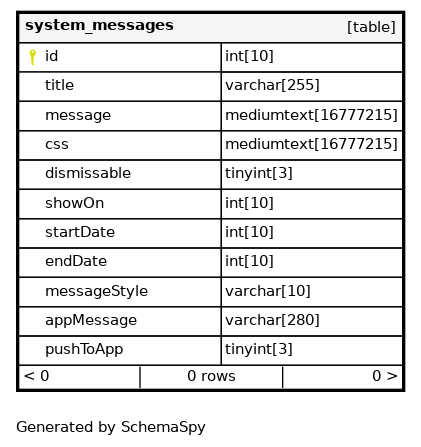 system_messages [table]
id int[10]
title varchar[255]
message mediumtext[16777215]
css mediumtext[16777215]
dismissable tinyint[3]
showOn int[10]
startDate int[10]
endDate int[10]
messageStyle varchar[10]
appMessage varchar[280]
pushToApp tinyint[3]
< 0 0 rows 0 >
Generated by SchemaSpy